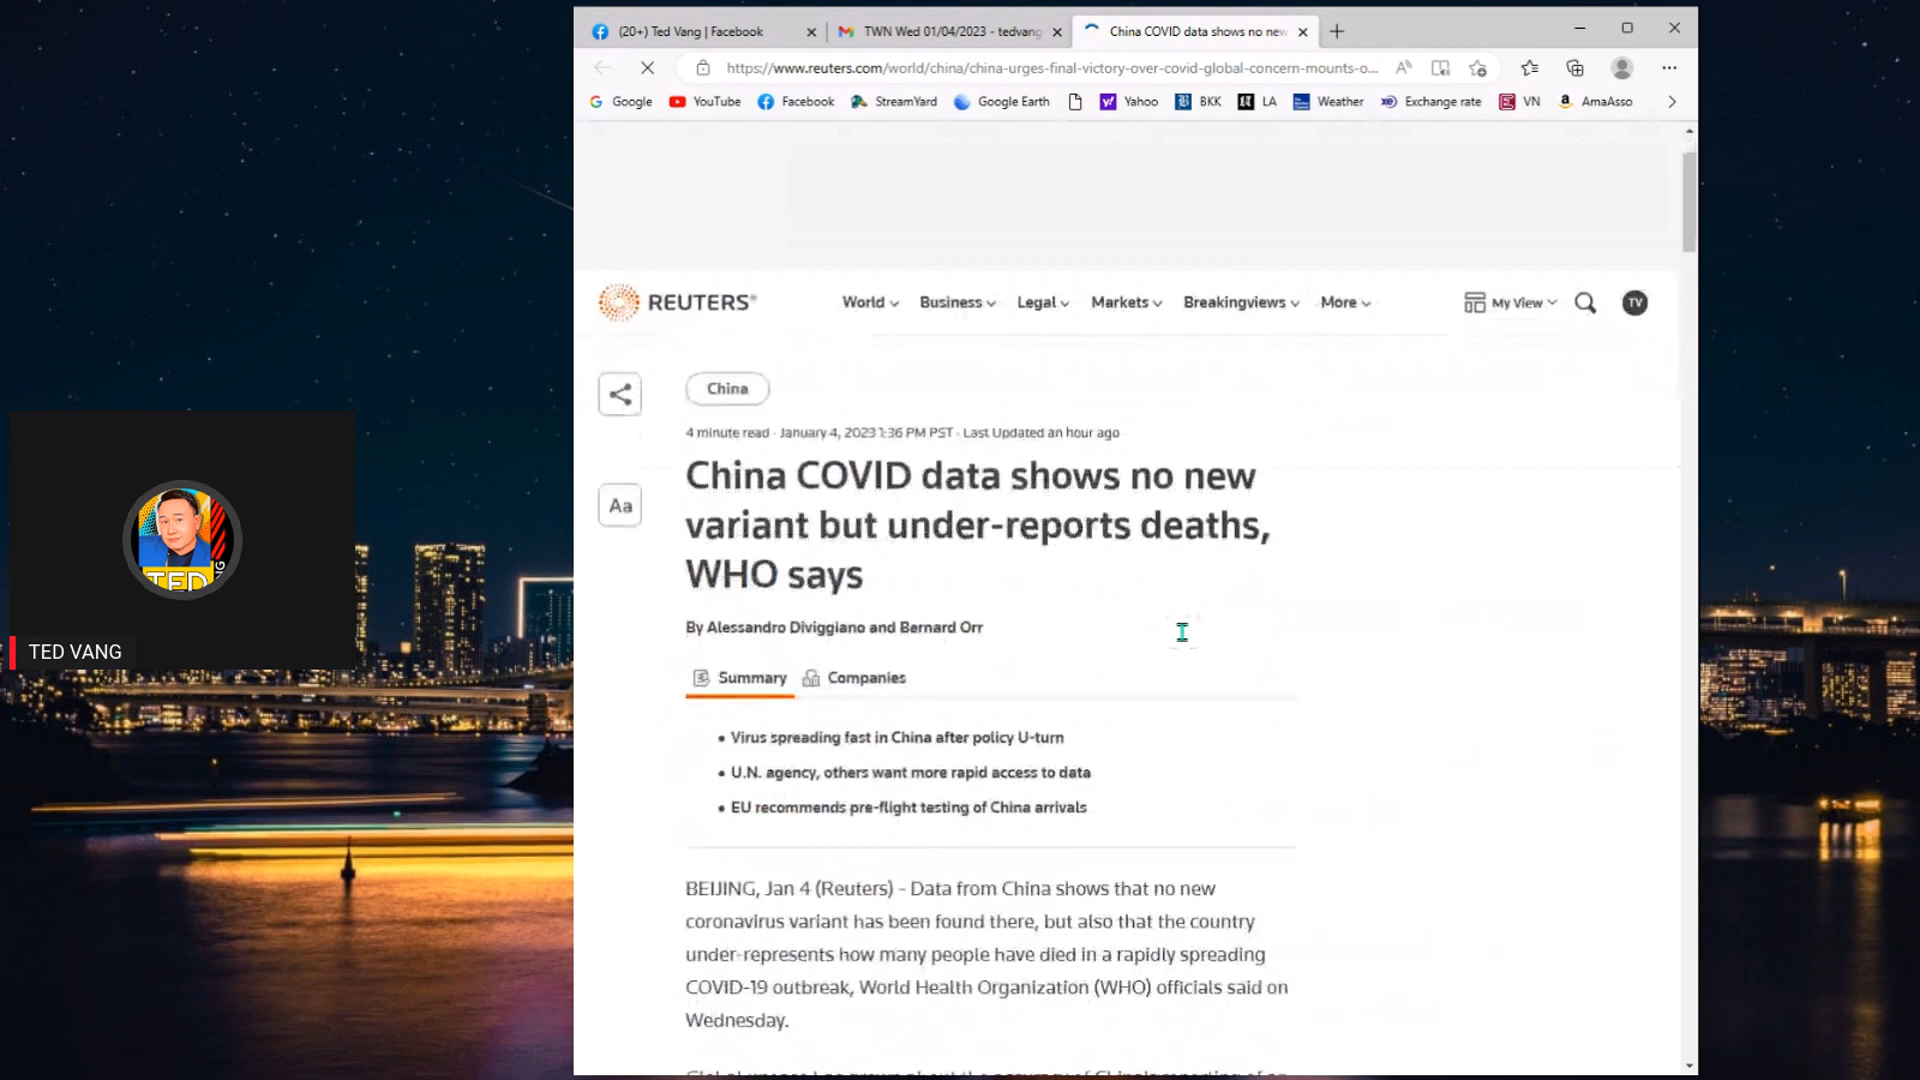 (20+) Ted Vang | Facebook
TWN Wed 01/04/2023 - tedvang
China COVID data shows no new
https://www.reuters.com/world/china/china-urges-final-victory-over-covid-global-concern-mounts-o...
Google
YouTube
Facebook
StreamYard
Google Earth
Yahoo
BKK
LA
Weather
Exchange rate
VN
AmaAsso
REUTERS
World
Business
Legal
Markets
Breakingviews
More
My View
TV
China
4 minute read · January 4, 2023 1:36 PM PST · Last Updated an hour ago
Aa
China COVID data shows no new
variant but under-reports deaths,
WHO says
By Alessandro Diviggiano and Bernard Orr
Summary
Companies
• Virus spreading fast in China after policy U-turn
• U.N. agency, others want more rapid access to data
• EU recommends pre-flight testing of China arrivals
BEIJING, Jan 4 (Reuters) - Data from China shows that no new
coronavirus variant has been found there, but also that the country
under-represents how many people have died in a rapidly spreading
COVID-19 outbreak, World Health Organization (WHO) officials said on
Wednesday.
TED
TED VANG